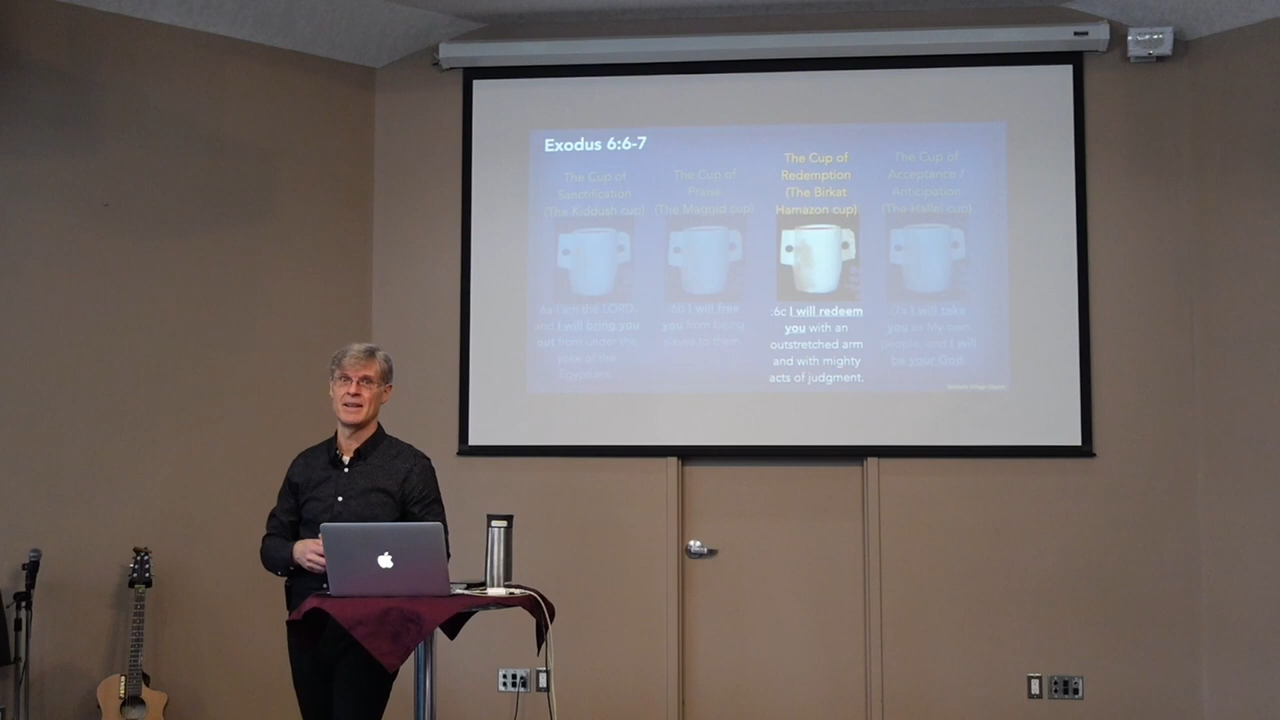 Exodus 6:6-7
The Cup of
Sanctification
(The Kiddush cup)
6a I am the LORD,
and I will bring you
out from under the
yoke of the
Egyptians.
The Cup of
Praise
(The Maggid cup)
6b I will free
you from being
slaves to them
The Cup of
Redemption
(The Birkat
Hamazon cup)
.6c I will redeem
you with an
outstretched arm
and with mighty
acts of judgment.
The Cup of
Acceptance /
Anticipation
(The Hallel cup)
.7a I will take
you as My own
people, and I will
be your God.